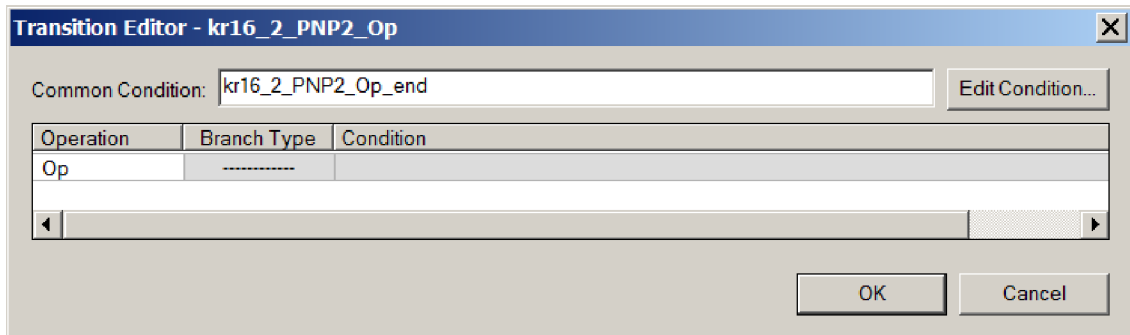 Transition Editor - kr16_2_PNP2_Op
Common Condition: kr16_2_PNP2_Op_end Edit Condition...
Operation Branch Type Condition
Op ------------
OK Cancel